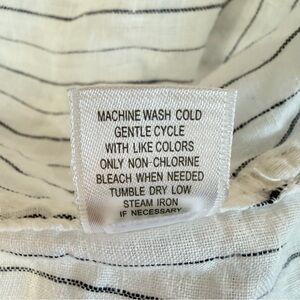 MACHINE WASH COLD
GENTLE CYCLE
WITH LIKE COLORS
ONLY NON-CHLORINE
BLEACH WHEN NEEDED
TUMBLE DRY LOW
STEAM IRON
IF NECESSARY